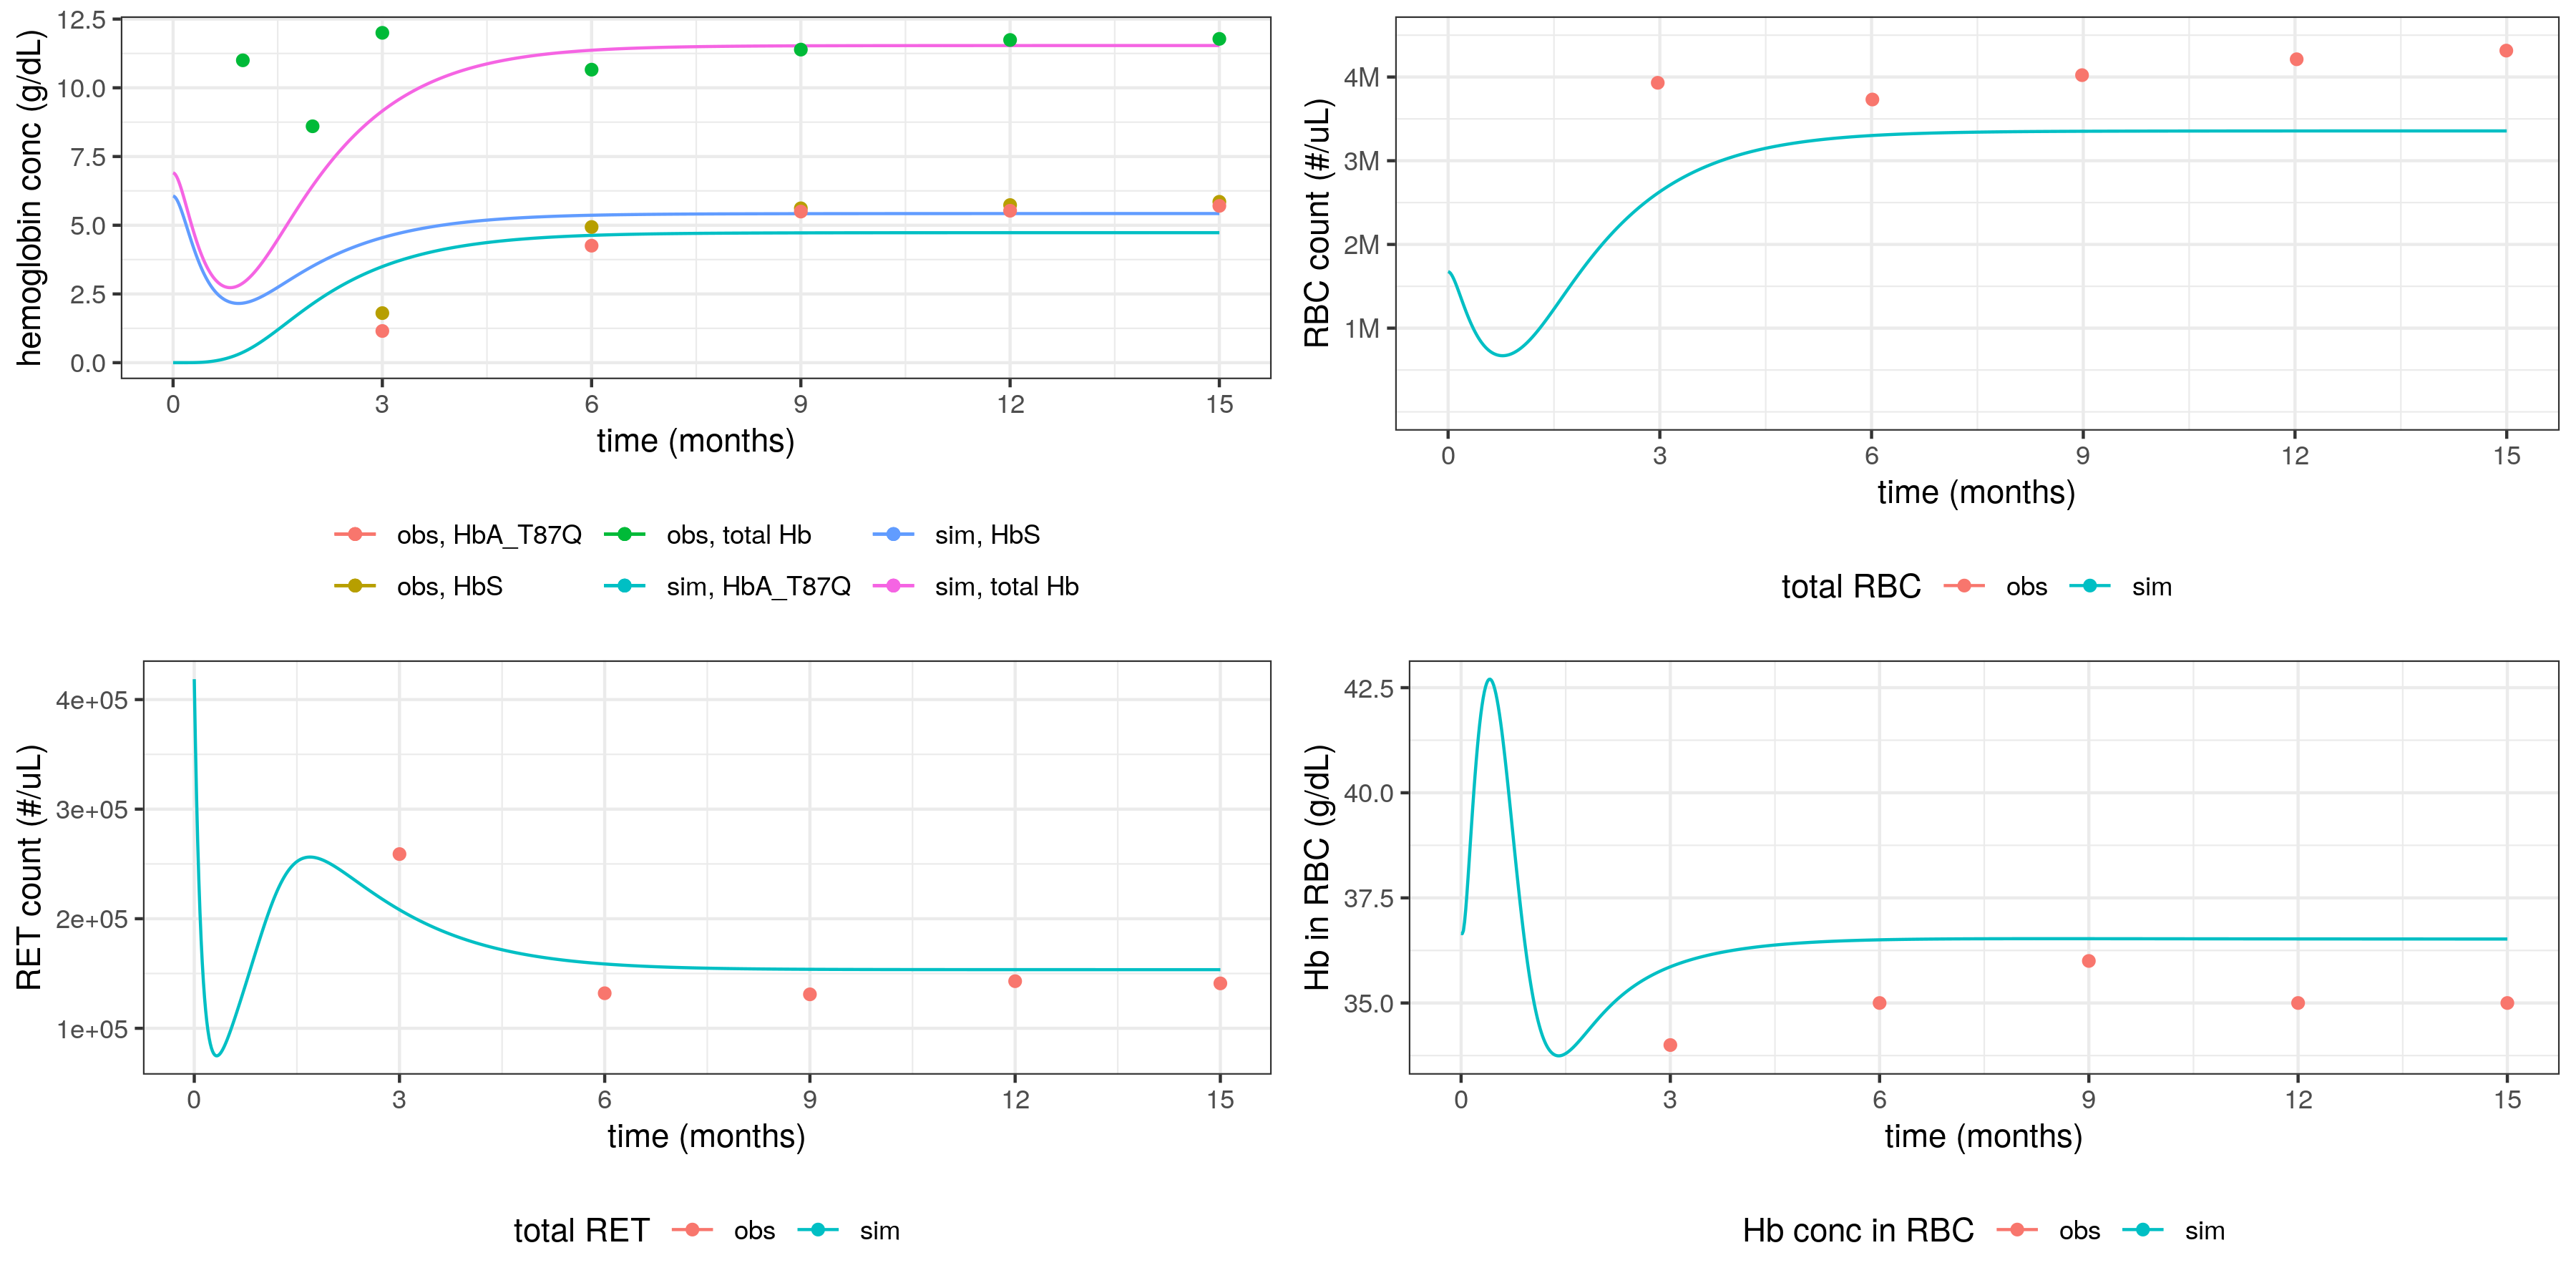 hemoglobin conc (g/dL)
12.5
10.0
7.5
5.0
2.5
0.0
0 3 6 9 12 15
time (months)
obs, HbA_T87Q obs, total Hb sim, HbS
obs, HbS sim, HbA_T87Q sim, total Hb
RBC count (#/uL)
4M
3M
2M
1M
0 3 6 9 12 15
time (months)
total RBC obs sim
RET count (#/uL)
4e+05
3e+05
2e+05
1e+05
0 3 6 9 12 15
time (months)
total RET obs sim
Hb in RBC (g/dL)
42.5
40.0
37.5
35.0
0 3 6 9 12 15
time (months)
Hb conc in RBC obs sim